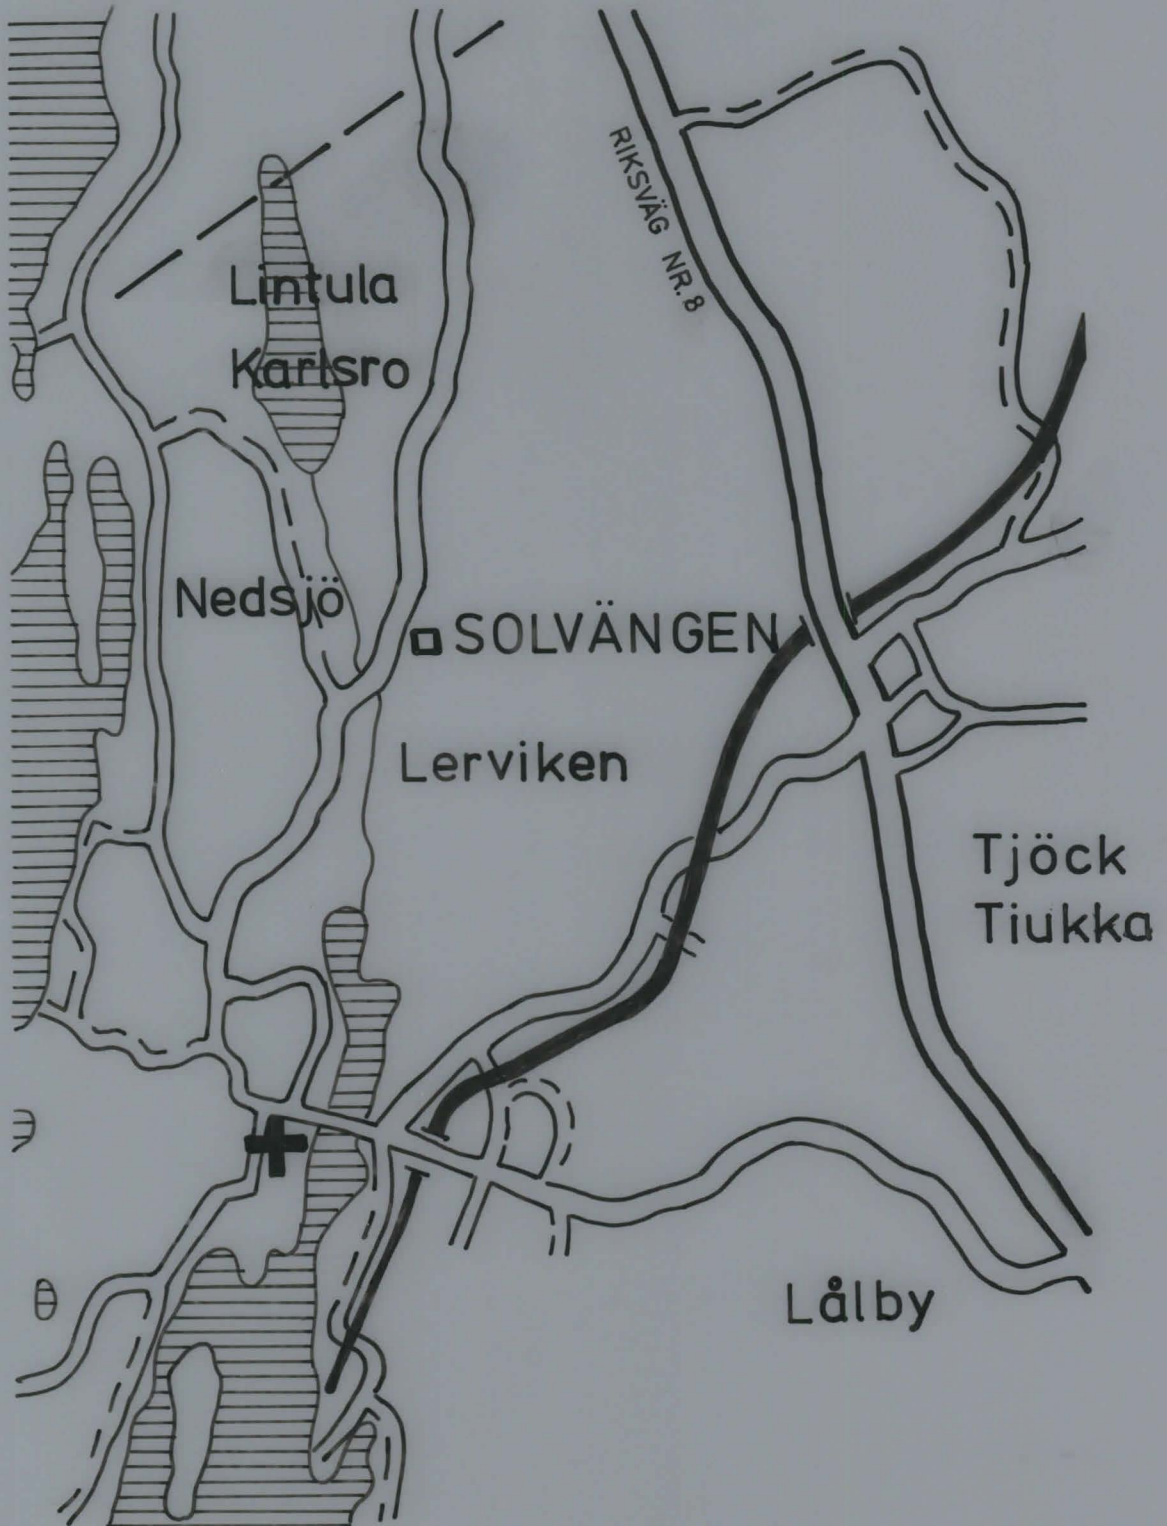 RIKSVÄG NR. 8
Lintula
Karlsro
Nedsjö
SOLVÄNGEN
Lerviken
Tjöck
Tiukka
Lålby